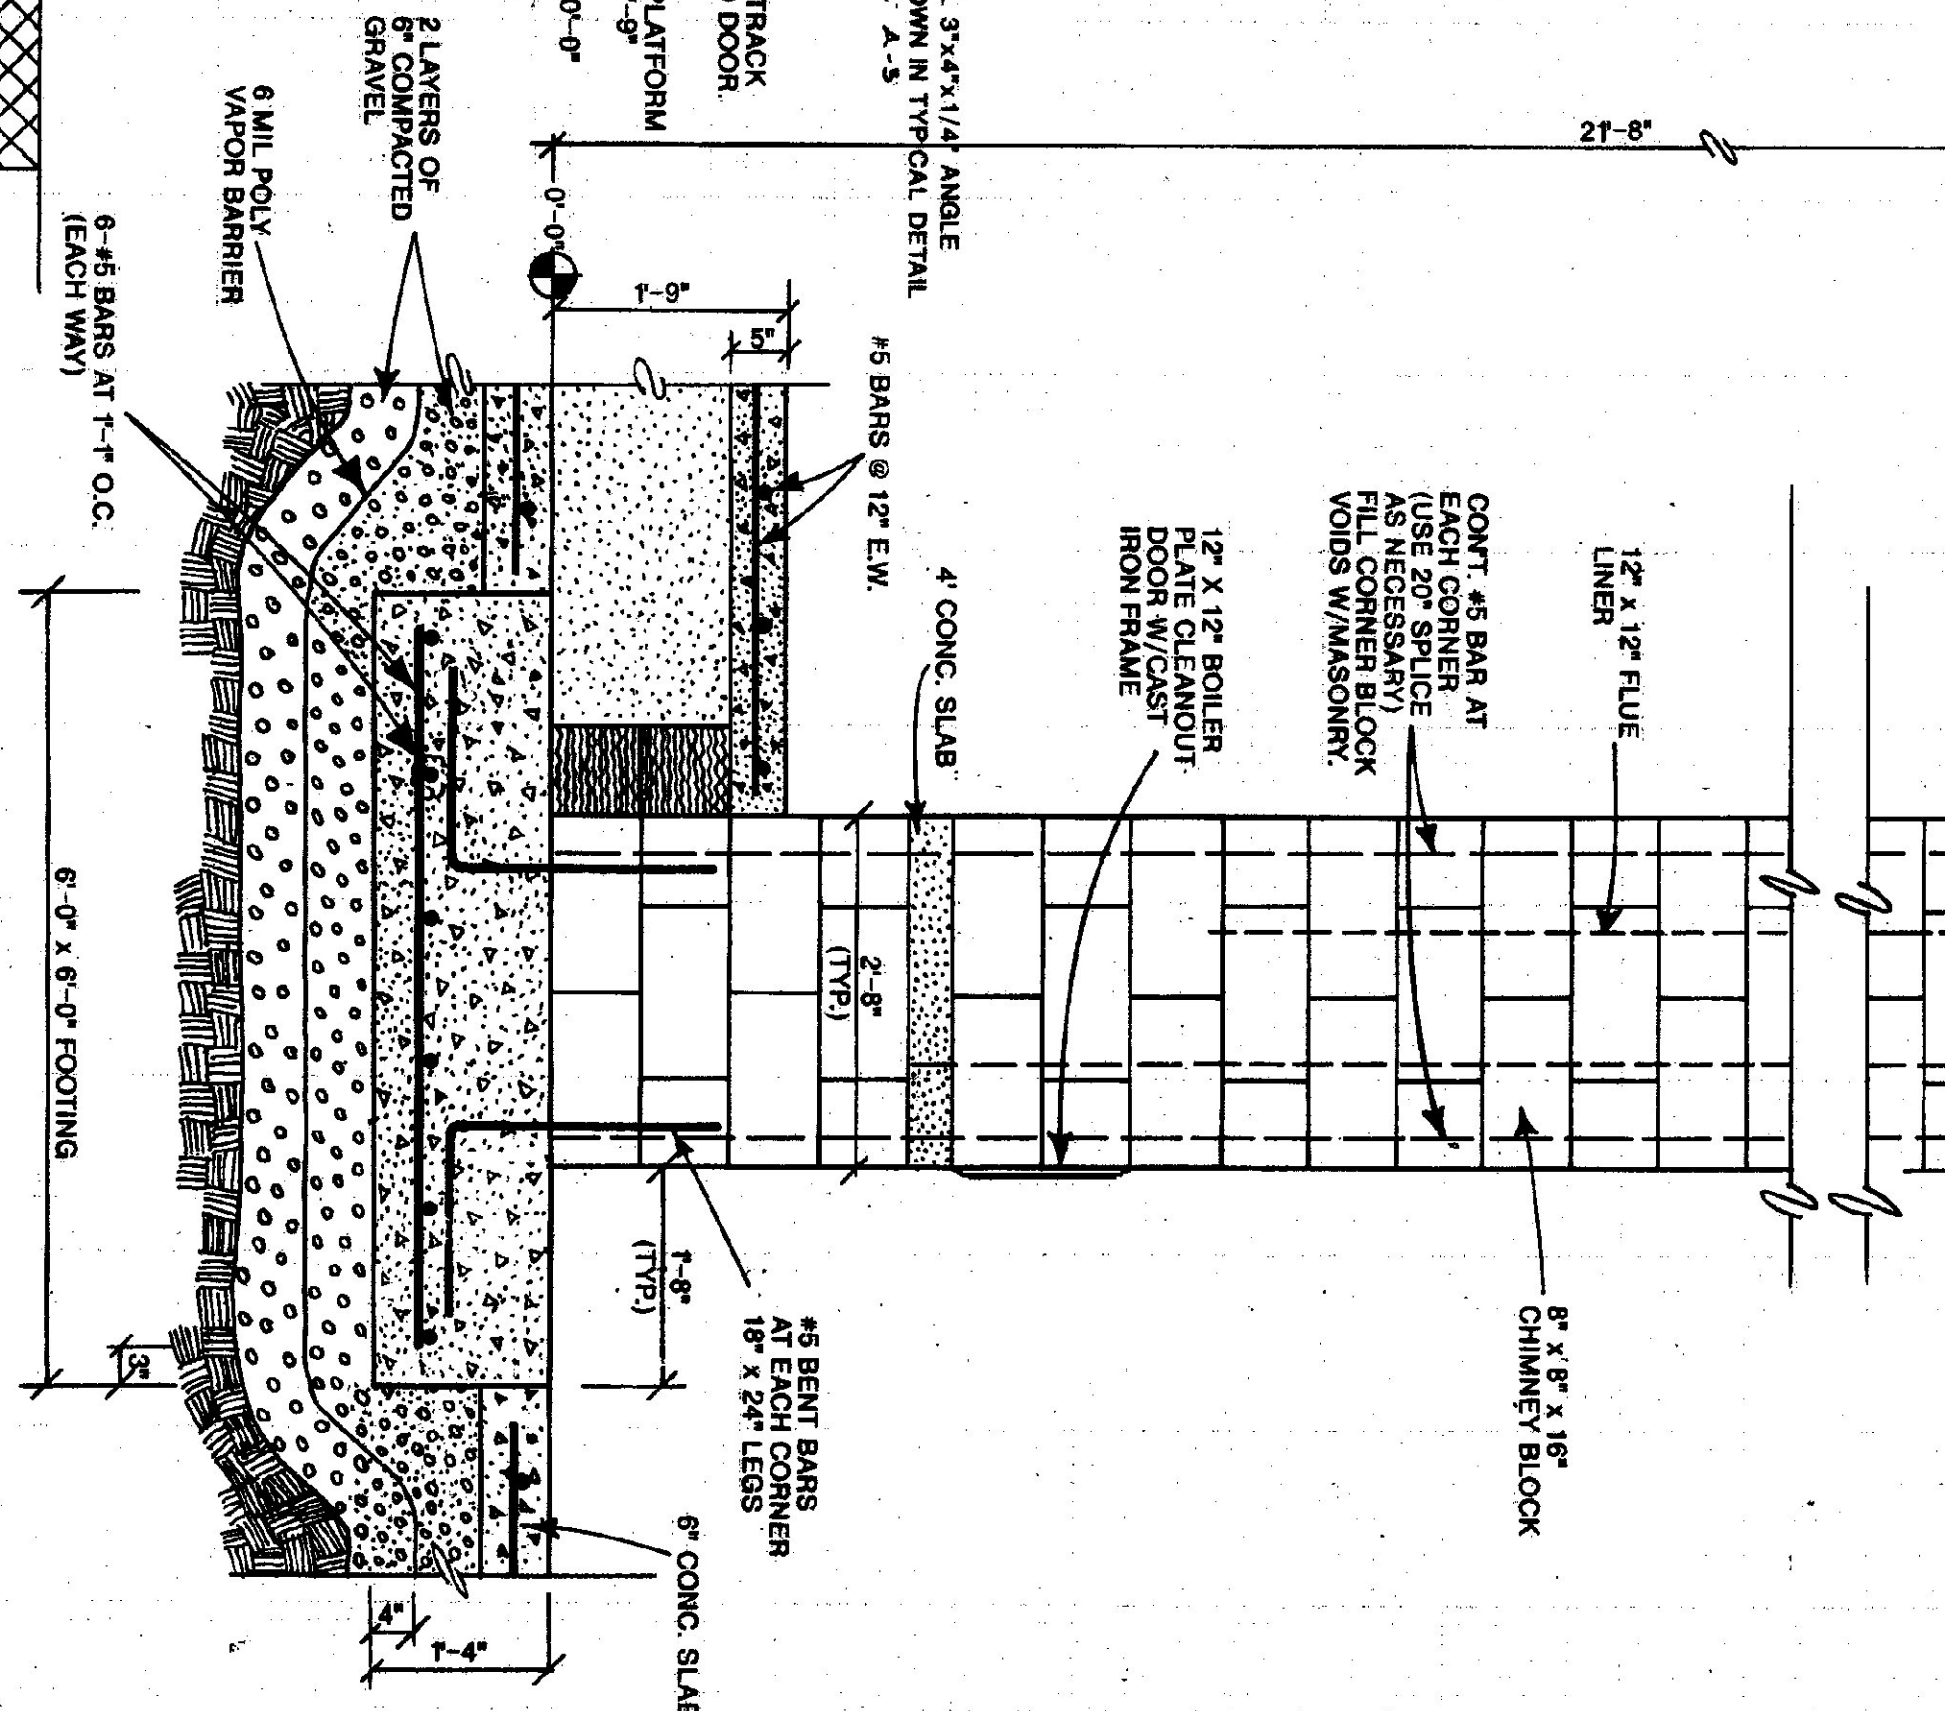 21'-8"
L 3"x4"x1/4" ANGLE
OWN IN TYPICAL DETAIL
A-5
TRACK
DOOR.
PLATFORM
'-9"
0'-0"
0'-0"
2 LAYERS OF
6" COMPACTED
GRAVEL
6 MIL POLY
VAPOR BARRIER
6-#5 BARS AT 1'-1" O.C.
(EACH WAY)
1'-9"
5"
#5 BARS @ 12" E.W.
4' CONC. SLAB
12" X 12" BOILER
PLATE CLEANOUT
DOOR W/CAST
IRON FRAME
CON'T. #5 BAR AT
EACH CORNER
(USE 20" SPLICE
AS NECESSARY)
FILL CORNER BLOCK
VOIDS W/MASONRY.
12" x 12" FLUE
LINER
2'-8"
(TYP.)
1'-8"
(TYP.)
8" x 8" x 16"
CHIMNEY BLOCK
#5 BENT BARS
AT EACH CORNER
18" x 24" LEGS
6" CONC. SLAB
6'-0" x 6'-0" FOOTING
3"
4"
1'-4"